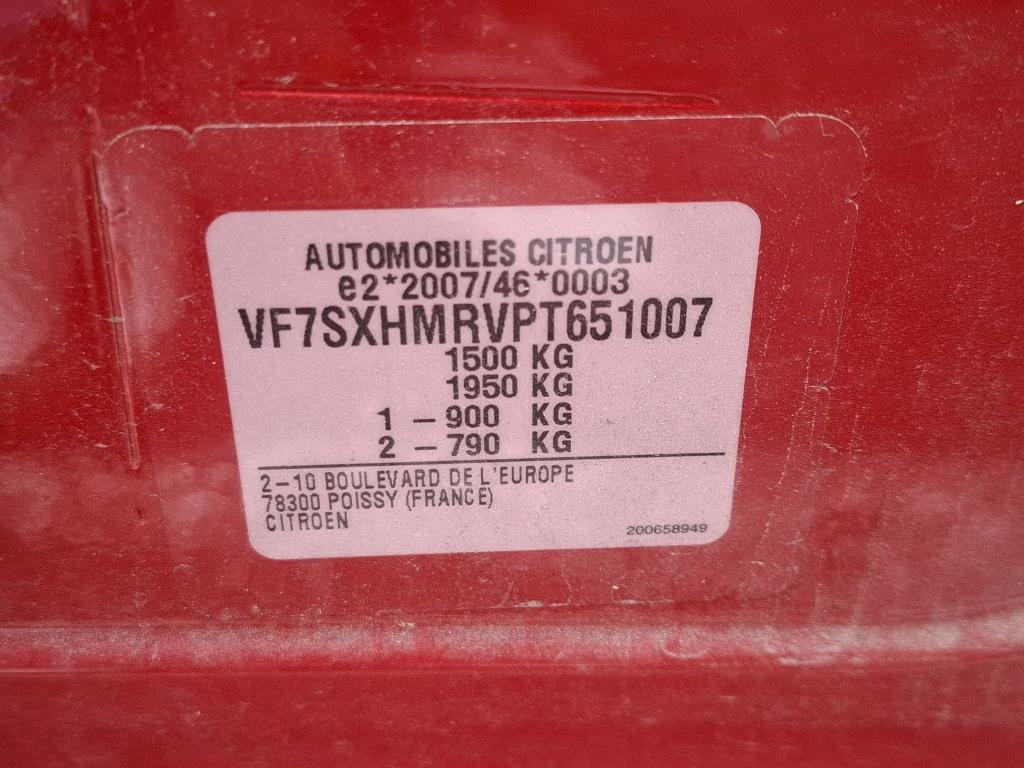 AUTOMOBILES CITROEN
e2*2007/46*0003
VF7SXHMRVPT651007
1500 KG
1950 KG
1 – 900 KG
2 – 790 KG
2–10 BOULEVARD DE L'EUROPE
78300 POISSY (FRANCE)
CITROEN
200658949